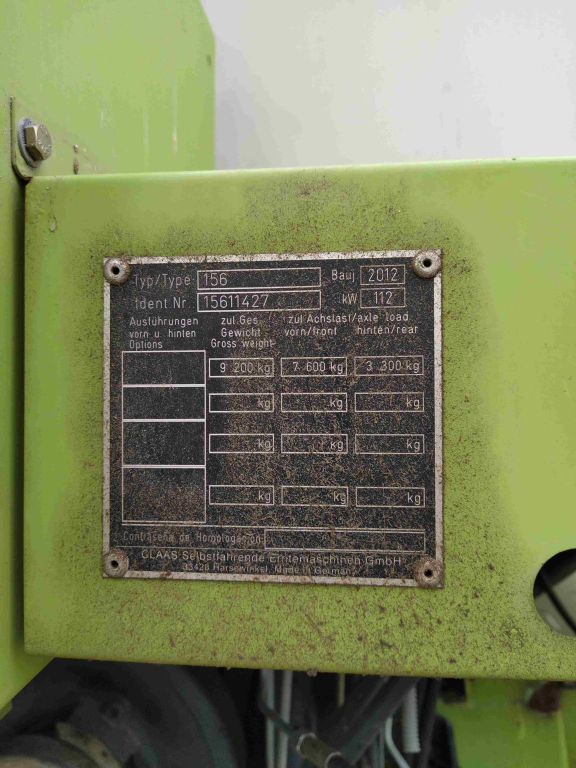 Typ/Type 156 Bauj 2012
Ident Nr 15611427 kW 112
Ausführungen zul.Ges zul Achslast/axle load
vorn u hinten Gewicht vorn/front hinten/rear
Options Gross weight
9 200 kg 7 600 kg 3 300 kg
kg kg kg
kg kg kg
kg kg kg
Contraseña de Homologación
CLAAS Selbstfahrende Erntemaschinen GmbH
33428 Harsewinkel, Made in Germany